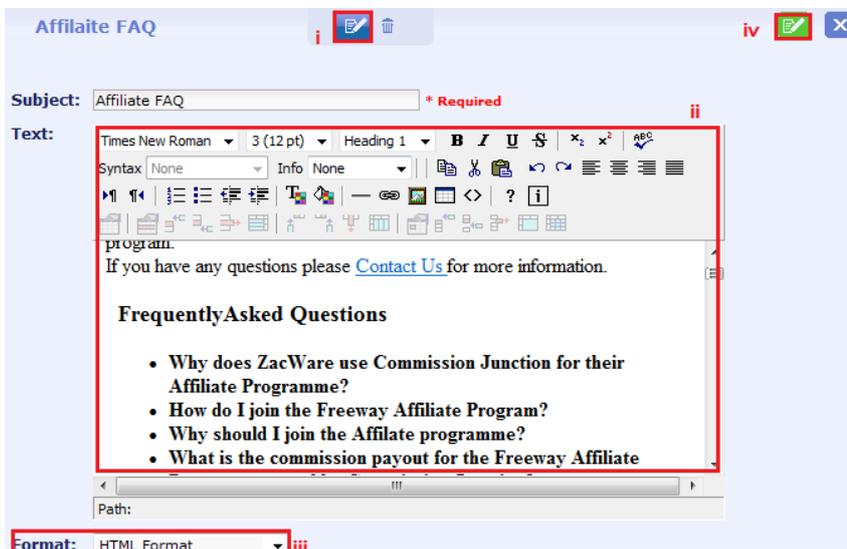 Affilaite FAQ
i
iv
Subject: Affiliate FAQ * Required
ii
Text:
Times New Roman 3 (12 pt) Heading 1 B I U S x₂ x² ABC
Syntax None Info None
? i
program.
If you have any questions please Contact Us for more information.
FrequentlyAsked Questions
• Why does ZacWare use Commission Junction for their
Affiliate Programme?
• How do I join the Freeway Affiliate Program?
• Why should I join the Affilate programme?
• What is the commission payout for the Freeway Affiliate
Path:
Format: HTML Format iii